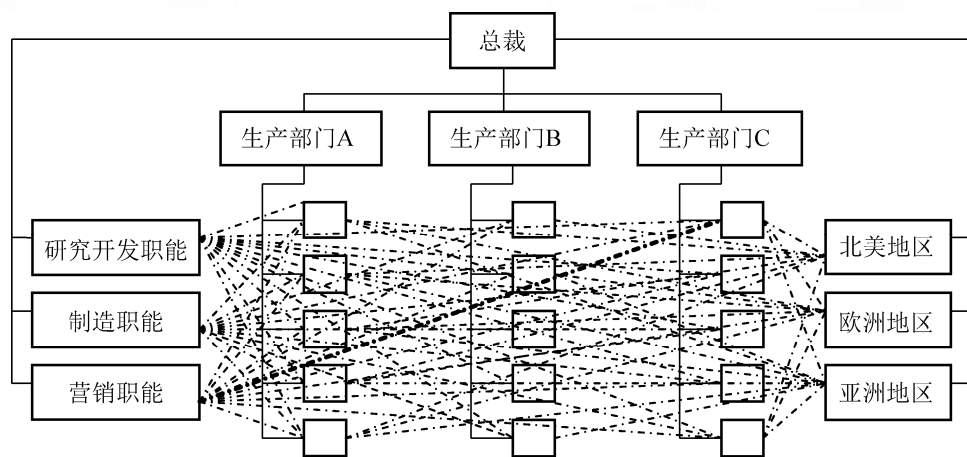 总裁
生产部门A
生产部门B
生产部门C
研究开发职能
北美地区
制造职能
欧洲地区
营销职能
亚洲地区